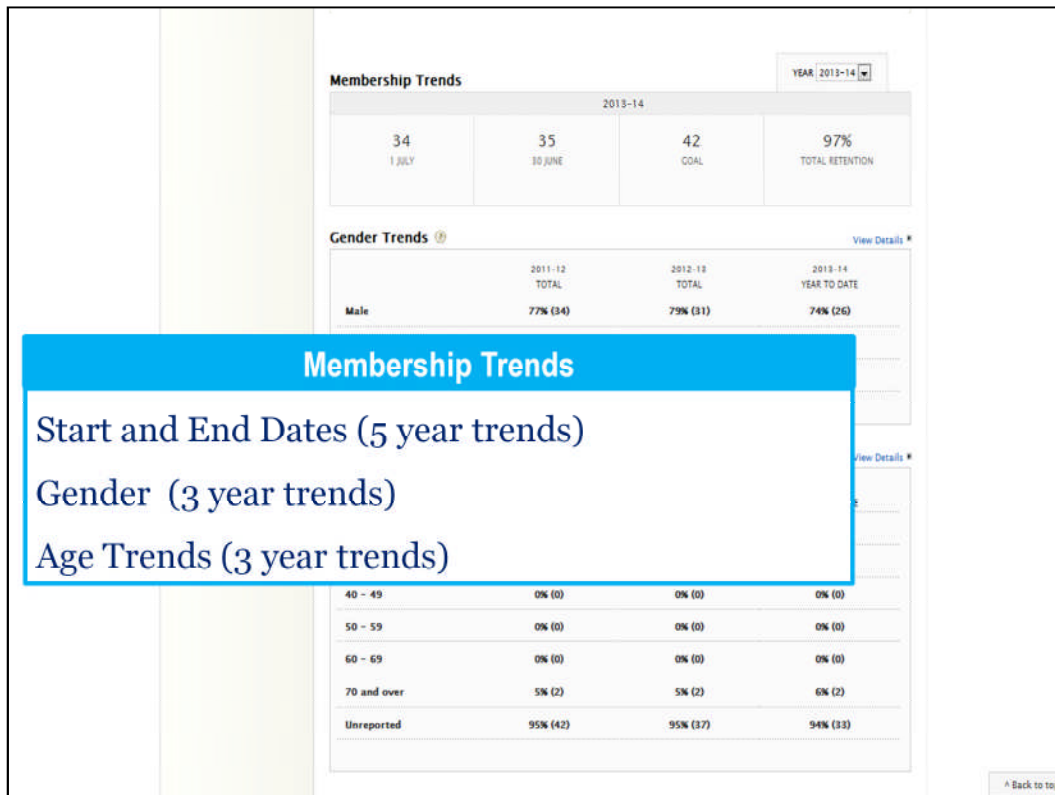 YEAR 2013-14
Membership Trends
2013-14
34 35 42 97%
1 JULY 30 JUNE GOAL TOTAL RETENTION
Gender Trends
View Details
2011-12 2012-13 2013-14
TOTAL TOTAL YEAR TO DATE
Male 77% (34) 79% (31) 74% (26)
Membership Trends
Start and End Dates (5 year trends)
View Details
Gender (3 year trends)
Age Trends (3 year trends)
40 - 49 0% (0) 0% (0) 0% (0)
50 - 59 0% (0) 0% (0) 0% (0)
60 - 69 0% (0) 0% (0) 0% (0)
70 and over 5% (2) 5% (2) 6% (2)
Unreported 95% (42) 95% (37) 94% (33)
^ Back to to